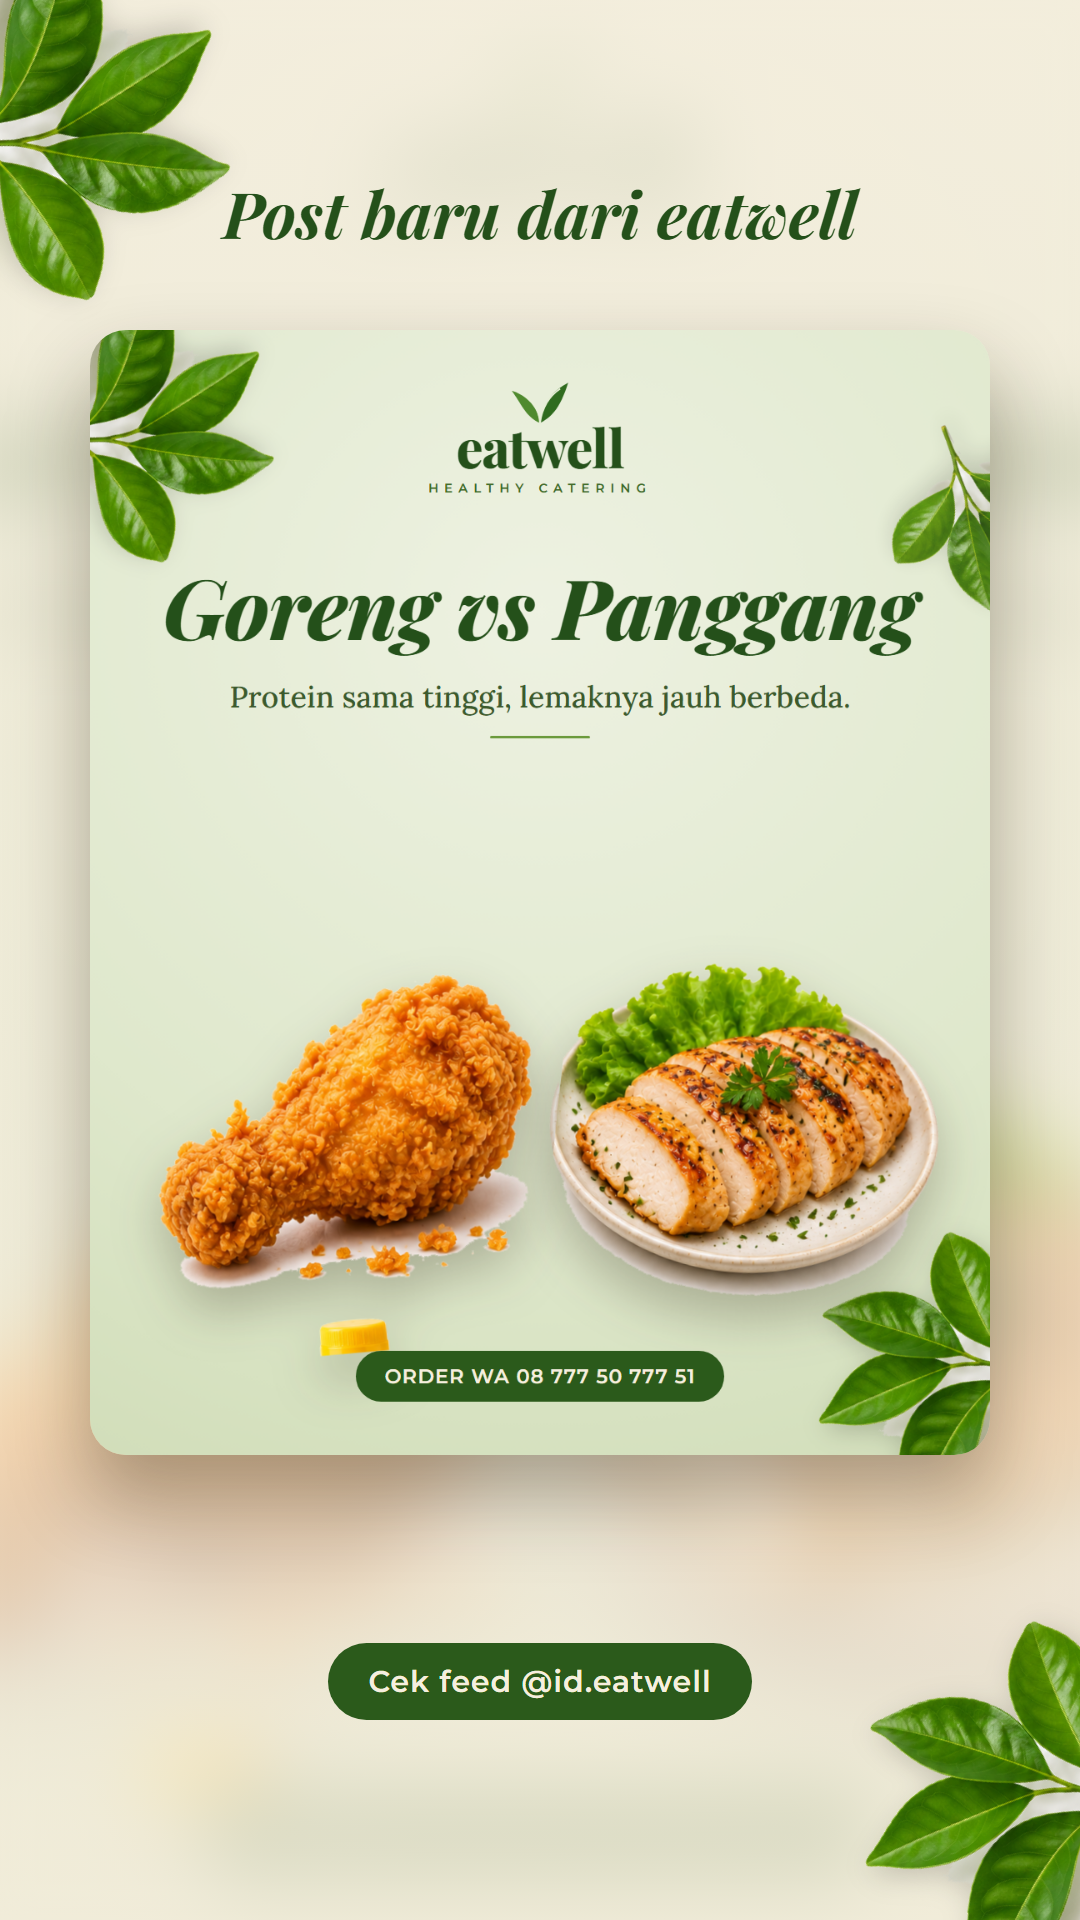 Post baru dari eatwell
eatwell
HEALTHY CATERING
Goreng vs Panggang
Protein sama tinggi, lemaknya jauh berbeda.
ORDER WA 08 777 50 777 51
Cek feed @id.eatwell